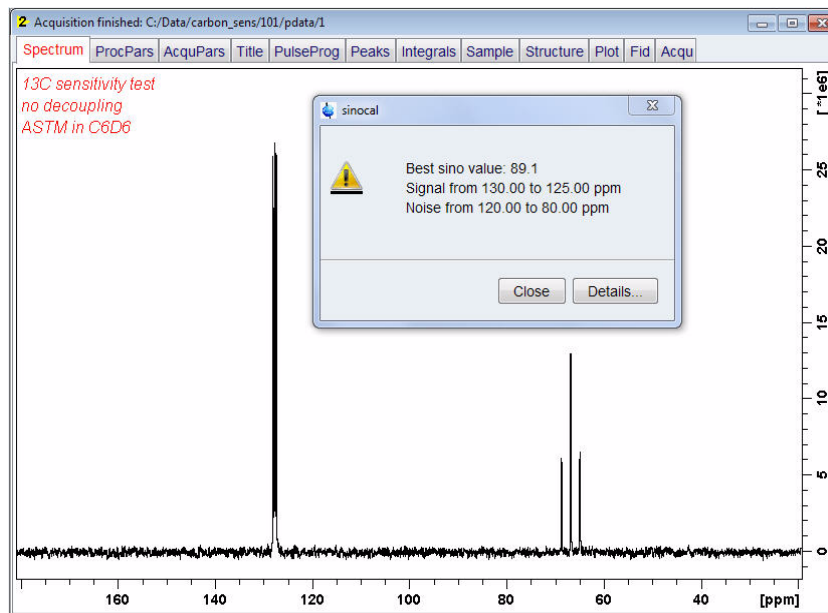 2 Acquisition finished: C:/Data/carbon_sens/101/pdata/1
Spectrum ProcPars AcquPars Title PulseProg Peaks Integrals Sample Structure Plot Fid Acqu
13C sensitivity test
no decoupling
ASTM in C6D6
sinocal
Best sino value: 89.1
Signal from 130.00 to 125.00 ppm
Noise from 120.00 to 80.00 ppm
Close Details...
[ *1e6]
25
20
15
10
5
0
160 140 120 100 80 60 40 [ppm]